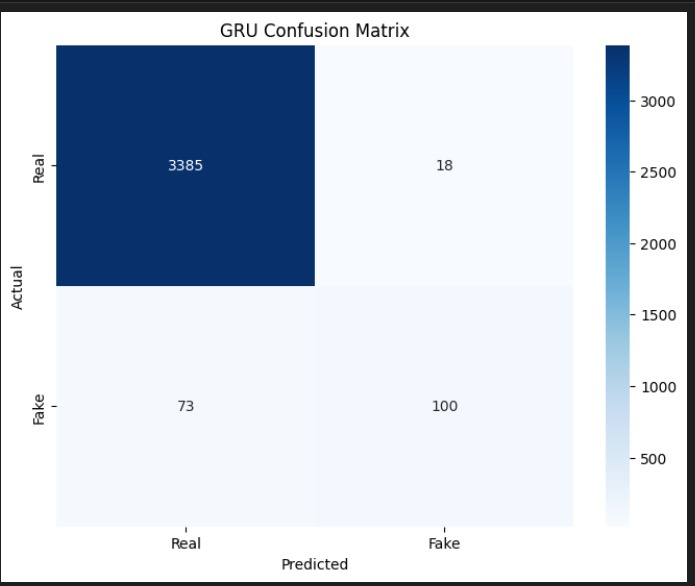 GRU Confusion Matrix
Real
3385
18
Actual
Fake
73
100
Real
Fake
Predicted
3000
2500
2000
1500
1000
500